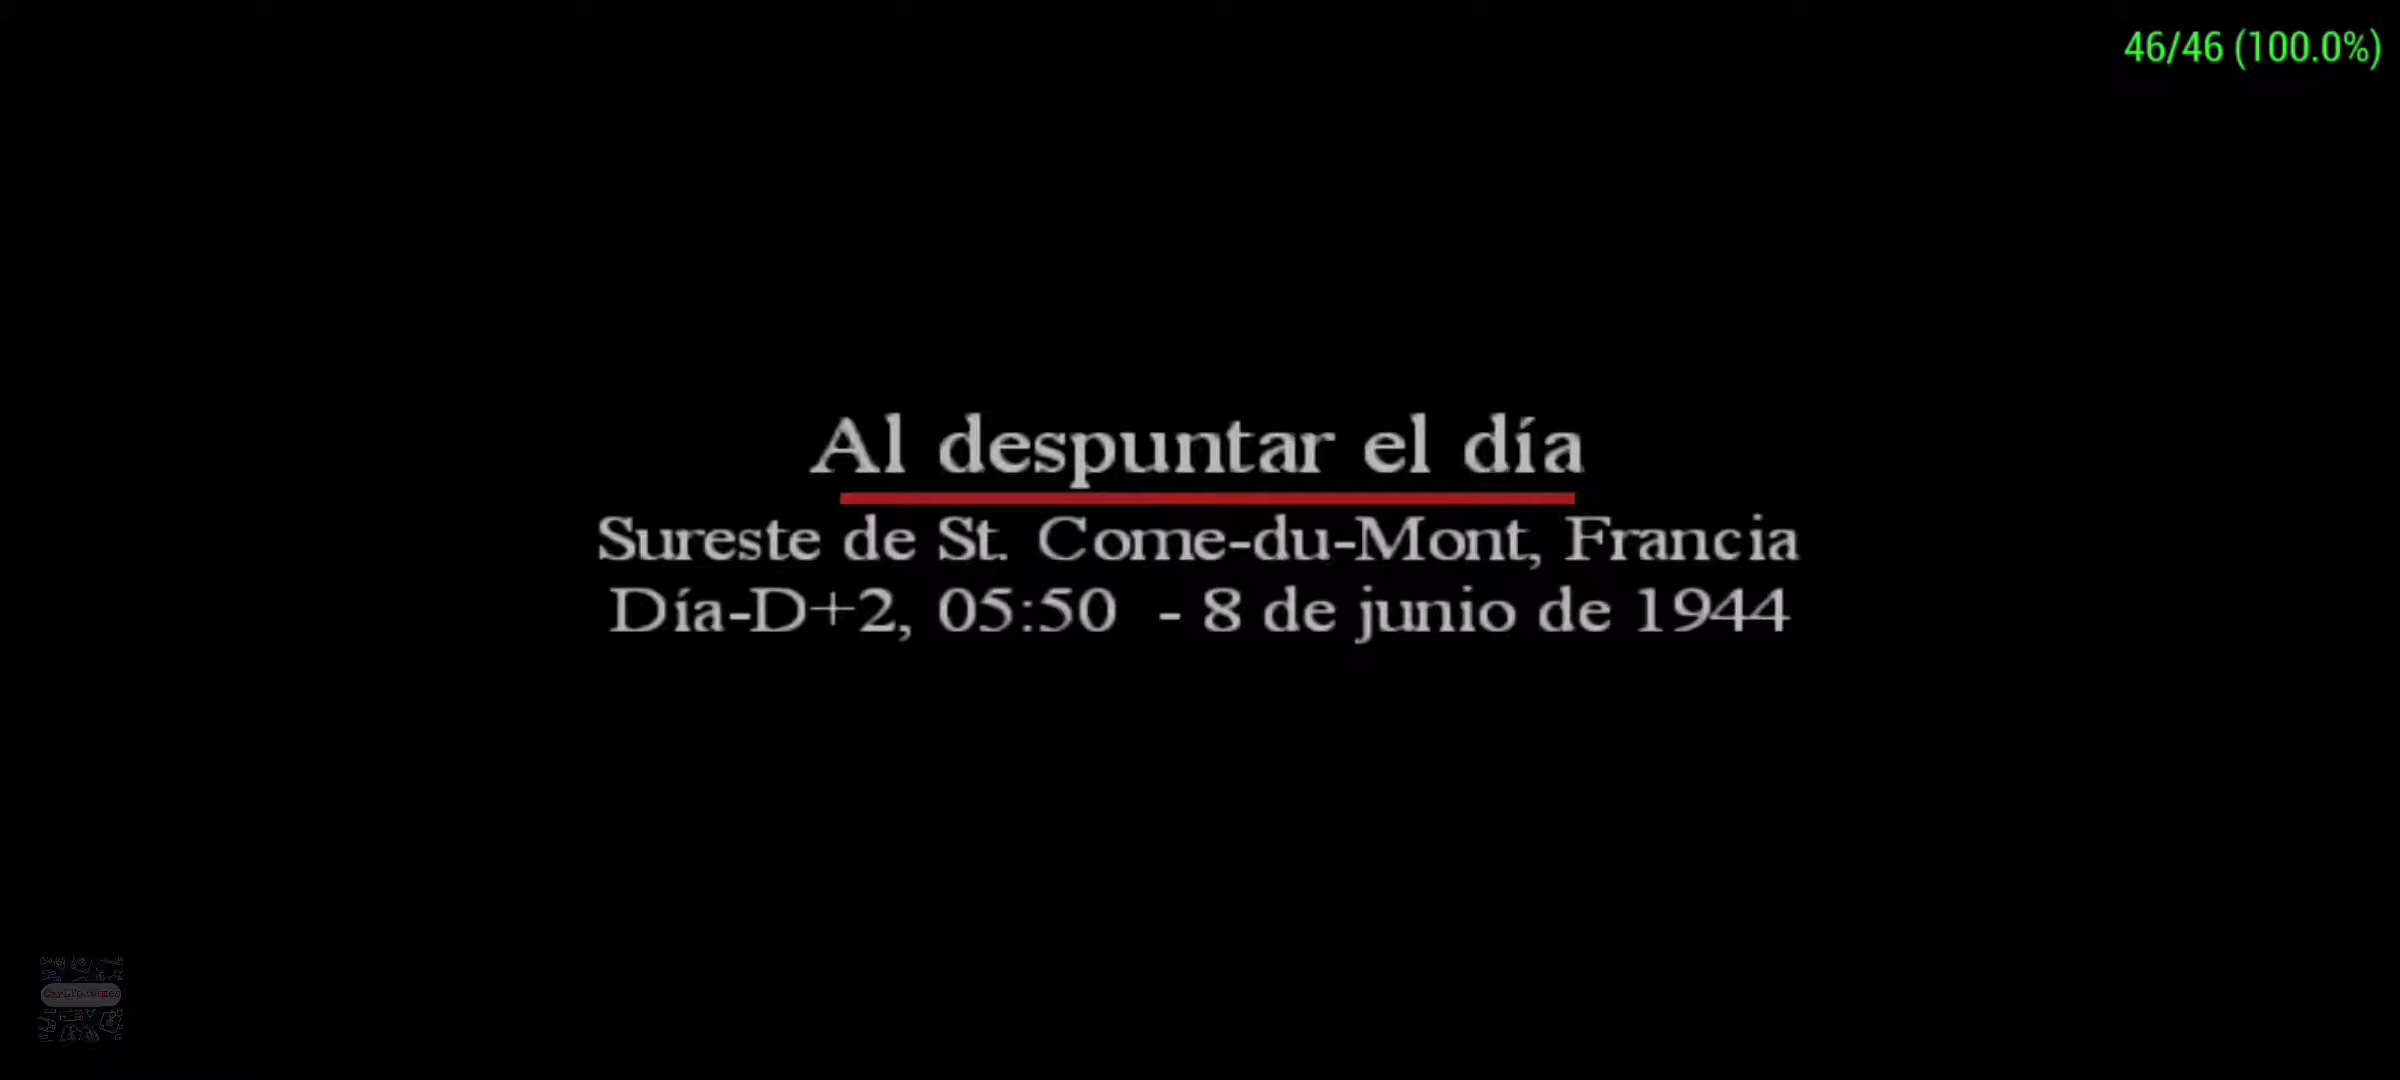 46/46 (100.0%)
Al despuntar el día
Sureste de St. Come-du-Mont, Francia
Día-D+2, 05:50 - 8 de junio de 1944